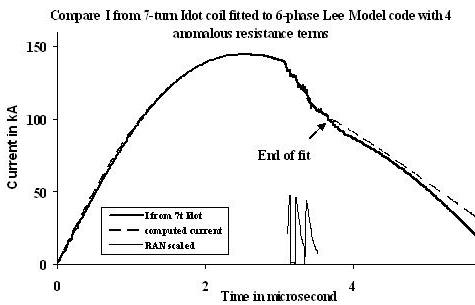 Compare I from 7-turn Idot coil fitted to 6-phase Lee Model code with 4
anomalous resistance terms
150
100
50
0
Current in kA
End of fit
I from 7t Idot
computed current
RAN scaled
0
2
4
Time in microsecond